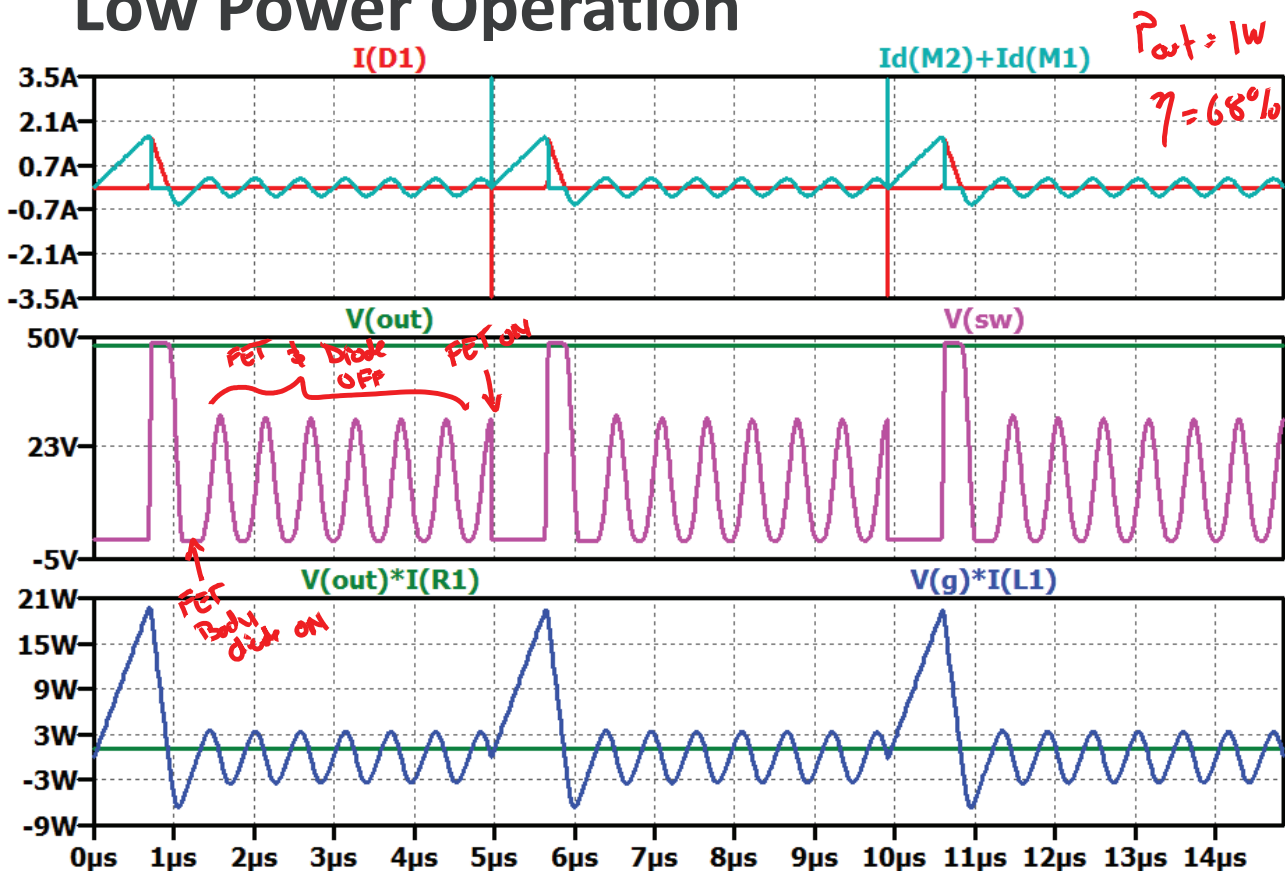 Low Power Operation
Pout = 1W
η = 68%
I(D1)
Id(M2)+Id(M1)
3.5A
2.1A
0.7A
-0.7A
-2.1A
-3.5A
V(out)
V(sw)
50V
23V
-5V
FET & Diode
OFF
FET ON
FET
Body
diode ON
V(out)*I(R1)
V(g)*I(L1)
21W
15W
9W
3W
-3W
-9W
0µs 1µs 2µs 3µs 4µs 5µs 6µs 7µs 8µs 9µs 10µs 11µs 12µs 13µs 14µs